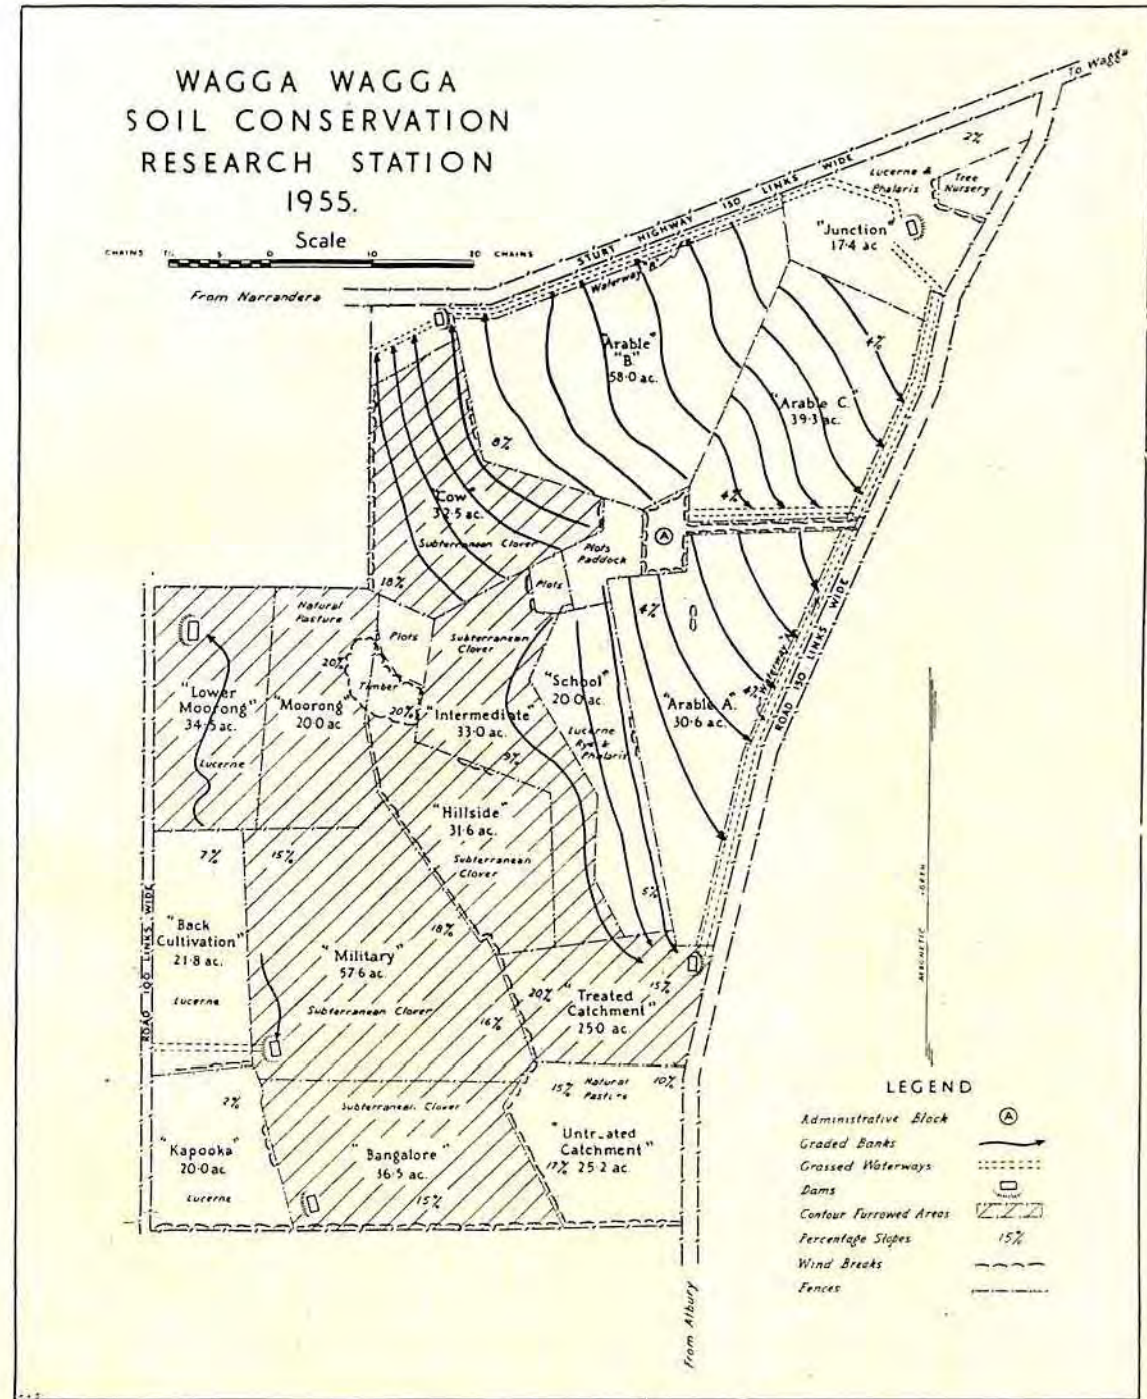 WAGGA WAGGA
SOIL CONSERVATION
RESEARCH STATION
1955.
Scale
CHAINS
5
0
10
CHAINS
From Narrandera
To Wagga
STURT HIGHWAY 150 LINKS WIDE
2%
Lucerne &
Phalaris
Tree
Nursery
"Junction"
17·4 ac
Waterway
"Arable
"B"
58·0 ac.
4%
"Arable C."
39·3 ac.
8%
4%
"Cow"
32·5 ac.
Subterranean Clover
A
Plots
Paddock
Plots
18%
Natural
Pasture
Plots
Subterranean
Clover
4%
20%
Timber
20%
"School"
20·0 ac.
"Lower
Moorong"
34·5 ac.
"Moorong"
20·0 ac
"Intermediate"
33·0 ac.
"Arable A."
30·6 ac.
4%
Waterway
ROAD 150 LINKS WIDE
Lucerne
Rye &
Phalaris
Lucerne
9%
"Hillside"
31·6 ac.
Subterranean
Clover
7%
15%
5%
ROAD 100 LINKS WIDE
"Back
Cultivation"
21·8 ac.
Lucerne
18%
"Military"
57·6 ac.
Subterranean Clover
16%
20%
15%
"Treated
Catchment"
25·0 ac
MAGNETIC
2%
Subterranean Clover
15%
Natural
Pasture
10%
"Kapooka"
20·0 ac
Lucerne
"Bangalore"
36·5 ac.
15%
"Untreated
Catchment"
17%
25·2 ac.
From Albury
LEGEND
Administrative Block
A
Graded Banks
Grassed Waterways
Dams
Contour Furrowed Areas
Percentage Slopes
15%
Wind Breaks
Fences